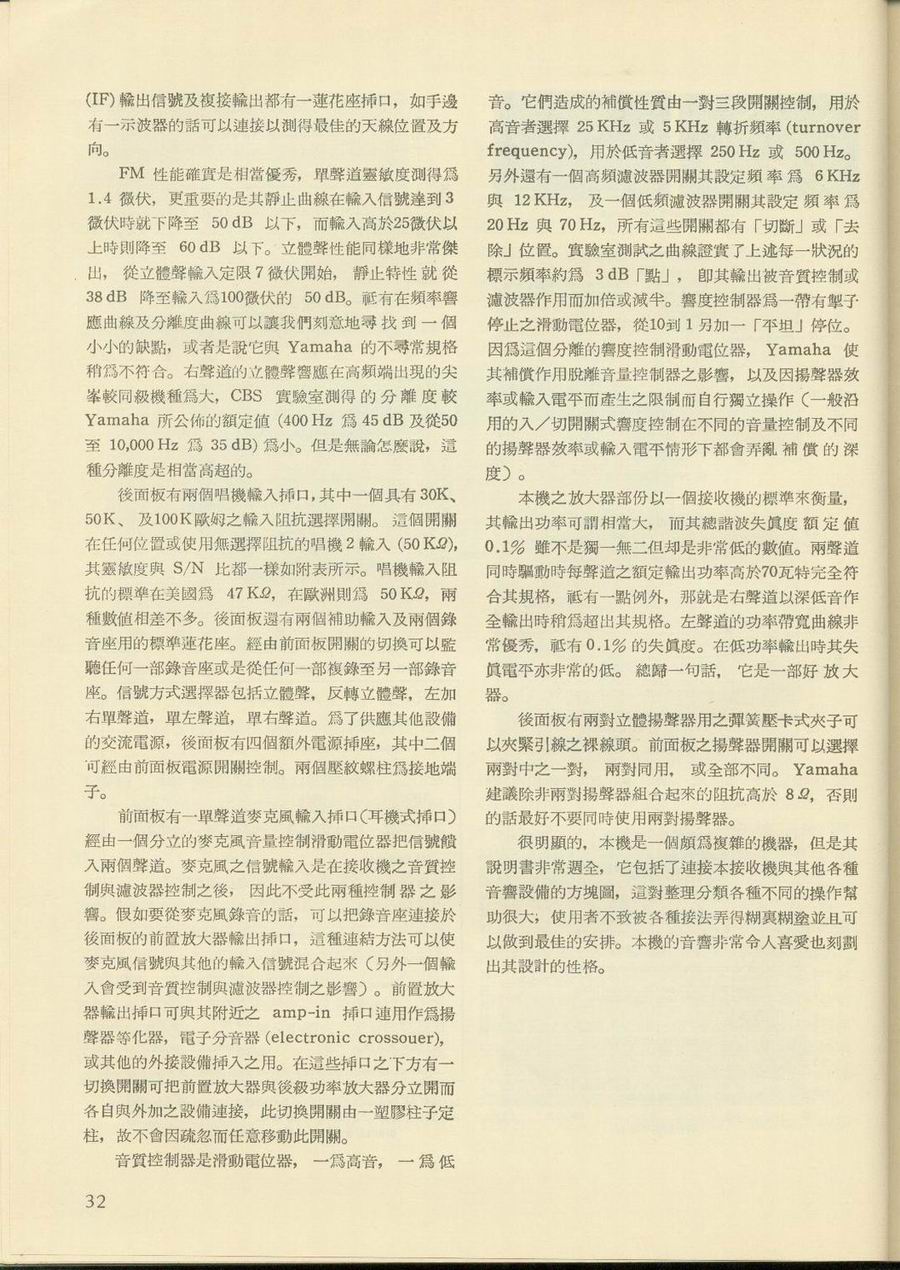 (IF) 輸出信號及複接輸出都有一蓮花座揷口，如手邊
有一示波器的話可以連接以測得最佳的天線位置及方
向。
FM 性能確實是相當優秀，單聲道靈敏度測得爲
1.4 微伏，更重要的是其靜止曲線在輸入信號達到 3
微伏時就下降至 50 dB 以下，而輸入高於25微伏以
上時則降至 60 dB 以下。立體聲性能同樣地非常傑
出，從立體聲輸入定限 7 微伏開始，靜止特性就從
38 dB 降至輸入爲100微伏的 50 dB。祗有在頻率響
應曲線及分離度曲線可以讓我們刻意地尋找到一個
小小的缺點，或者是說它與 Yamaha 的不尋常規格
稍爲不符合。右聲道的立體聲響應在高頻端出現的尖
峯較同級機種爲大，CBS 實驗室測得的分離度較
Yamaha 所公佈的額定値 (400 Hz 爲 45 dB 及從50
至 10,000 Hz 爲 35 dB) 爲小。但是無論怎麼說，這
種分離度是相當高超的。
後面板有兩個唱機輸入揷口，其中一個具有 30K、
50K、及100K歐姆之輸入阻抗選擇開關。這個開關
在任何位置或使用無選擇阻抗的唱機 2 輸入 (50 KΩ)，
其靈敏度與 S/N 比都一樣如附表所示。唱機輸入阻
抗的標準在美國爲 47 KΩ，在歐洲則爲 50 KΩ，兩
種數值相差不多。後面板還有兩個補助輸入及兩個錄
音座用的標準蓮花座。經由前面板開關的切換可以監
聽任何一部錄音座或是從任何一部複錄至另一部錄音
座。信號方式選擇器包括立體聲，反轉立體聲，左加
右單聲道，單左聲道，單右聲道。爲了供應其他設備
的交流電源，後面板有四個額外電源揷座，其中二個
可經由前面板電源開關控制。兩個壓紋螺柱爲接地端
子。
前面板有一單聲道麥克風輸入揷口（耳機式揷口）
經由一個分立的麥克風音量控制滑動電位器把信號饋
入兩個聲道。麥克風之信號輸入是在接收機之音質控
制與濾波器控制之後，因此不受此兩種控制器之影
響。假如要從麥克風錄音的話，可以把錄音座連接於
後面板的前置放大器輸出揷口，這種連結方法可以使
麥克風信號與其他的輸入信號混合起來（另外一個輸
入會受到音質控制與濾波器控制之影響）。前置放大
器輸出揷口可與其附近之 amp-in 揷口連用作爲揚
聲器等化器，電子分音器 (electronic crossouer)，
或其他的外接設備揷入之用。在這些揷口之下方有一
切換開關可把前置放大器與後級功率放大器分立開而
各自與外加之設備連接，此切換開關由一塑膠柱子定
柱，故不會因疏忽而任意移動此開關。
音質控制器是滑動電位器，一爲高音，一爲低
音。它們造成的補償性質由一對三段開關控制，用於
高音者選擇 25 KHz 或 5 KHz 轉折頻率 (turnover
frequency)，用於低音者選擇 250 Hz 或 500 Hz。
另外還有一個高頻濾波器開關其設定頻率爲 6 KHz
與 12 KHz，及一個低頻濾波器開關其設定頻率爲
20 Hz 與 70 Hz，所有這些開關都有「切斷」或「去
除」位置。實驗室測試之曲線證實了上述每一狀況的
標示頻率約爲 3 dB「點」，卽其輸出被音質控制或
濾波器作用而加倍或減半。響度控制器爲一帶有掣子
停止之滑動電位器，從10到 1 另加一「平坦」停位。
因爲這個分離的響度控制滑動電位器，Yamaha 使
其補償作用脫離音量控制器之影響，以及因揚聲器效
率或輸入電平而產生之限制而自行獨立操作（一般沿
用的入／切開關式響度控制在不同的音量控制及不同
的揚聲器效率或輸入電平情形下都會弄亂補償的深
度）。
本機之放大器部份以一個接收機的標準來衡量，
其輸出功率可謂相當大，而其總諧波失眞度額定値
0.1% 雖不是獨一無二但却是非常低的數値。兩聲道
同時驅動時每聲道之額定輸出功率高於70瓦特完全符
合其規格，祗有一點例外，那就是右聲道以深低音作
全輸出時稍爲超出其規格。左聲道的功率帶寬曲線非
常優秀，祗有 0.1% 的失眞度。在低功率輸出時其失
眞電平亦非常的低。總歸一句話，它是一部好放大
器。
後面板有兩對立體揚聲器用之彈簧壓卡式夾子可
以夾緊引線之裸線頭。前面板之揚聲器開關可以選擇
兩對中之一對，兩對同用，或全部不同。Yamaha
建議除非兩對揚聲器組合起來的阻抗高於 8 Ω，否則
的話最好不要同時使用兩對揚聲器。
很明顯的，本機是一個頗爲複雜的機器，但是其
說明書非常週全，它包括了連接本接收機與其他各種
音響設備的方塊圖，這對整理分類各種不同的操作幫
助很大，使用者不致被各種接法弄得糊裏糊塗並且可
以做到最佳的安排。本機的音響非常令人喜愛也刻劃
出其設計的性格。
32